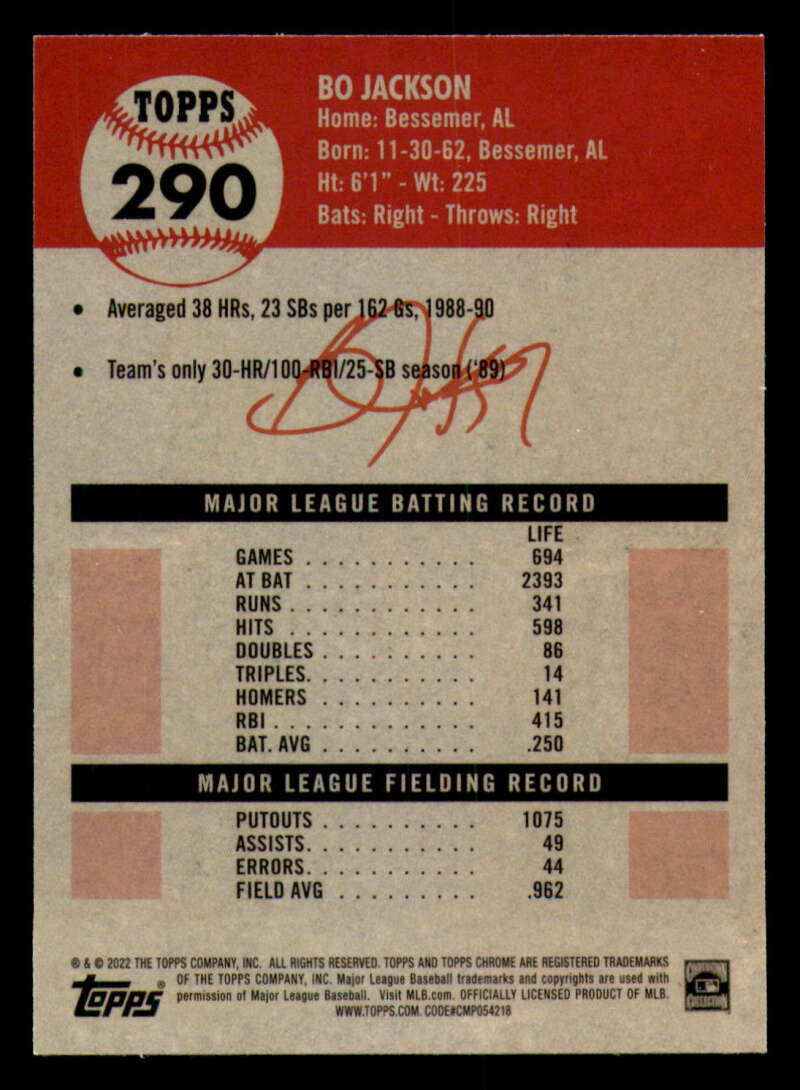 TOPPS
290
BO JACKSON
Home: Bessemer, AL
Born: 11-30-62, Bessemer, AL
Ht: 6'1" - Wt: 225
Bats: Right - Throws: Right
• Averaged 38 HRs, 23 SBs per 162 Gs, 1988-90
• Team's only 30-HR/100-RBI/25-SB season ('89)
MAJOR LEAGUE BATTING RECORD
LIFE
GAMES . . . . . . . . . . . 694
AT BAT . . . . . . . . . . . 2393
RUNS . . . . . . . . . . . . 341
HITS . . . . . . . . . . . . 598
DOUBLES . . . . . . . . . . 86
TRIPLES. . . . . . . . . . . 14
HOMERS . . . . . . . . . . 141
RBI . . . . . . . . . . . . . 415
BAT. AVG . . . . . . . . . . .250
MAJOR LEAGUE FIELDING RECORD
PUTOUTS . . . . . . . . . . 1075
ASSISTS. . . . . . . . . . . 49
ERRORS. . . . . . . . . . . 44
FIELD AVG . . . . . . . . . .962
® & © 2022 THE TOPPS COMPANY, INC. ALL RIGHTS RESERVED. TOPPS AND TOPPS CHROME ARE REGISTERED TRADEMARKS
OF THE TOPPS COMPANY, INC. Major League Baseball trademarks and copyrights are used with
permission of Major League Baseball. Visit MLB.com. OFFICIALLY LICENSED PRODUCT OF MLB.
WWW.TOPPS.COM. CODE#CMP054218
topps®